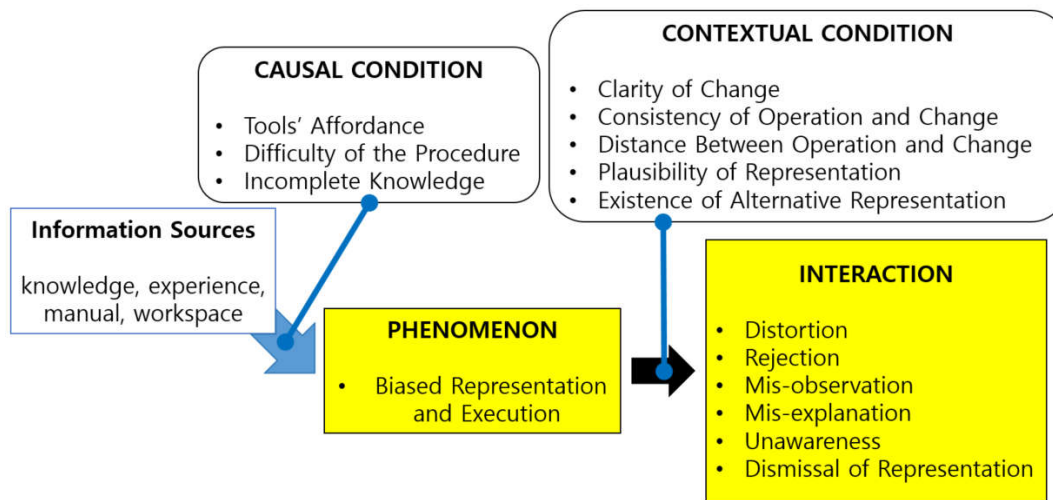 CAUSAL CONDITION
• Tools' Affordance
• Difficulty of the Procedure
• Incomplete Knowledge
CONTEXTUAL CONDITION
• Clarity of Change
• Consistency of Operation and Change
• Distance Between Operation and Change
• Plausibility of Representation
• Existence of Alternative Representation
Information Sources
knowledge, experience,
manual, workspace
PHENOMENON
• Biased Representation
and Execution
INTERACTION
• Distortion
• Rejection
• Mis-observation
• Mis-explanation
• Unawareness
• Dismissal of Representation